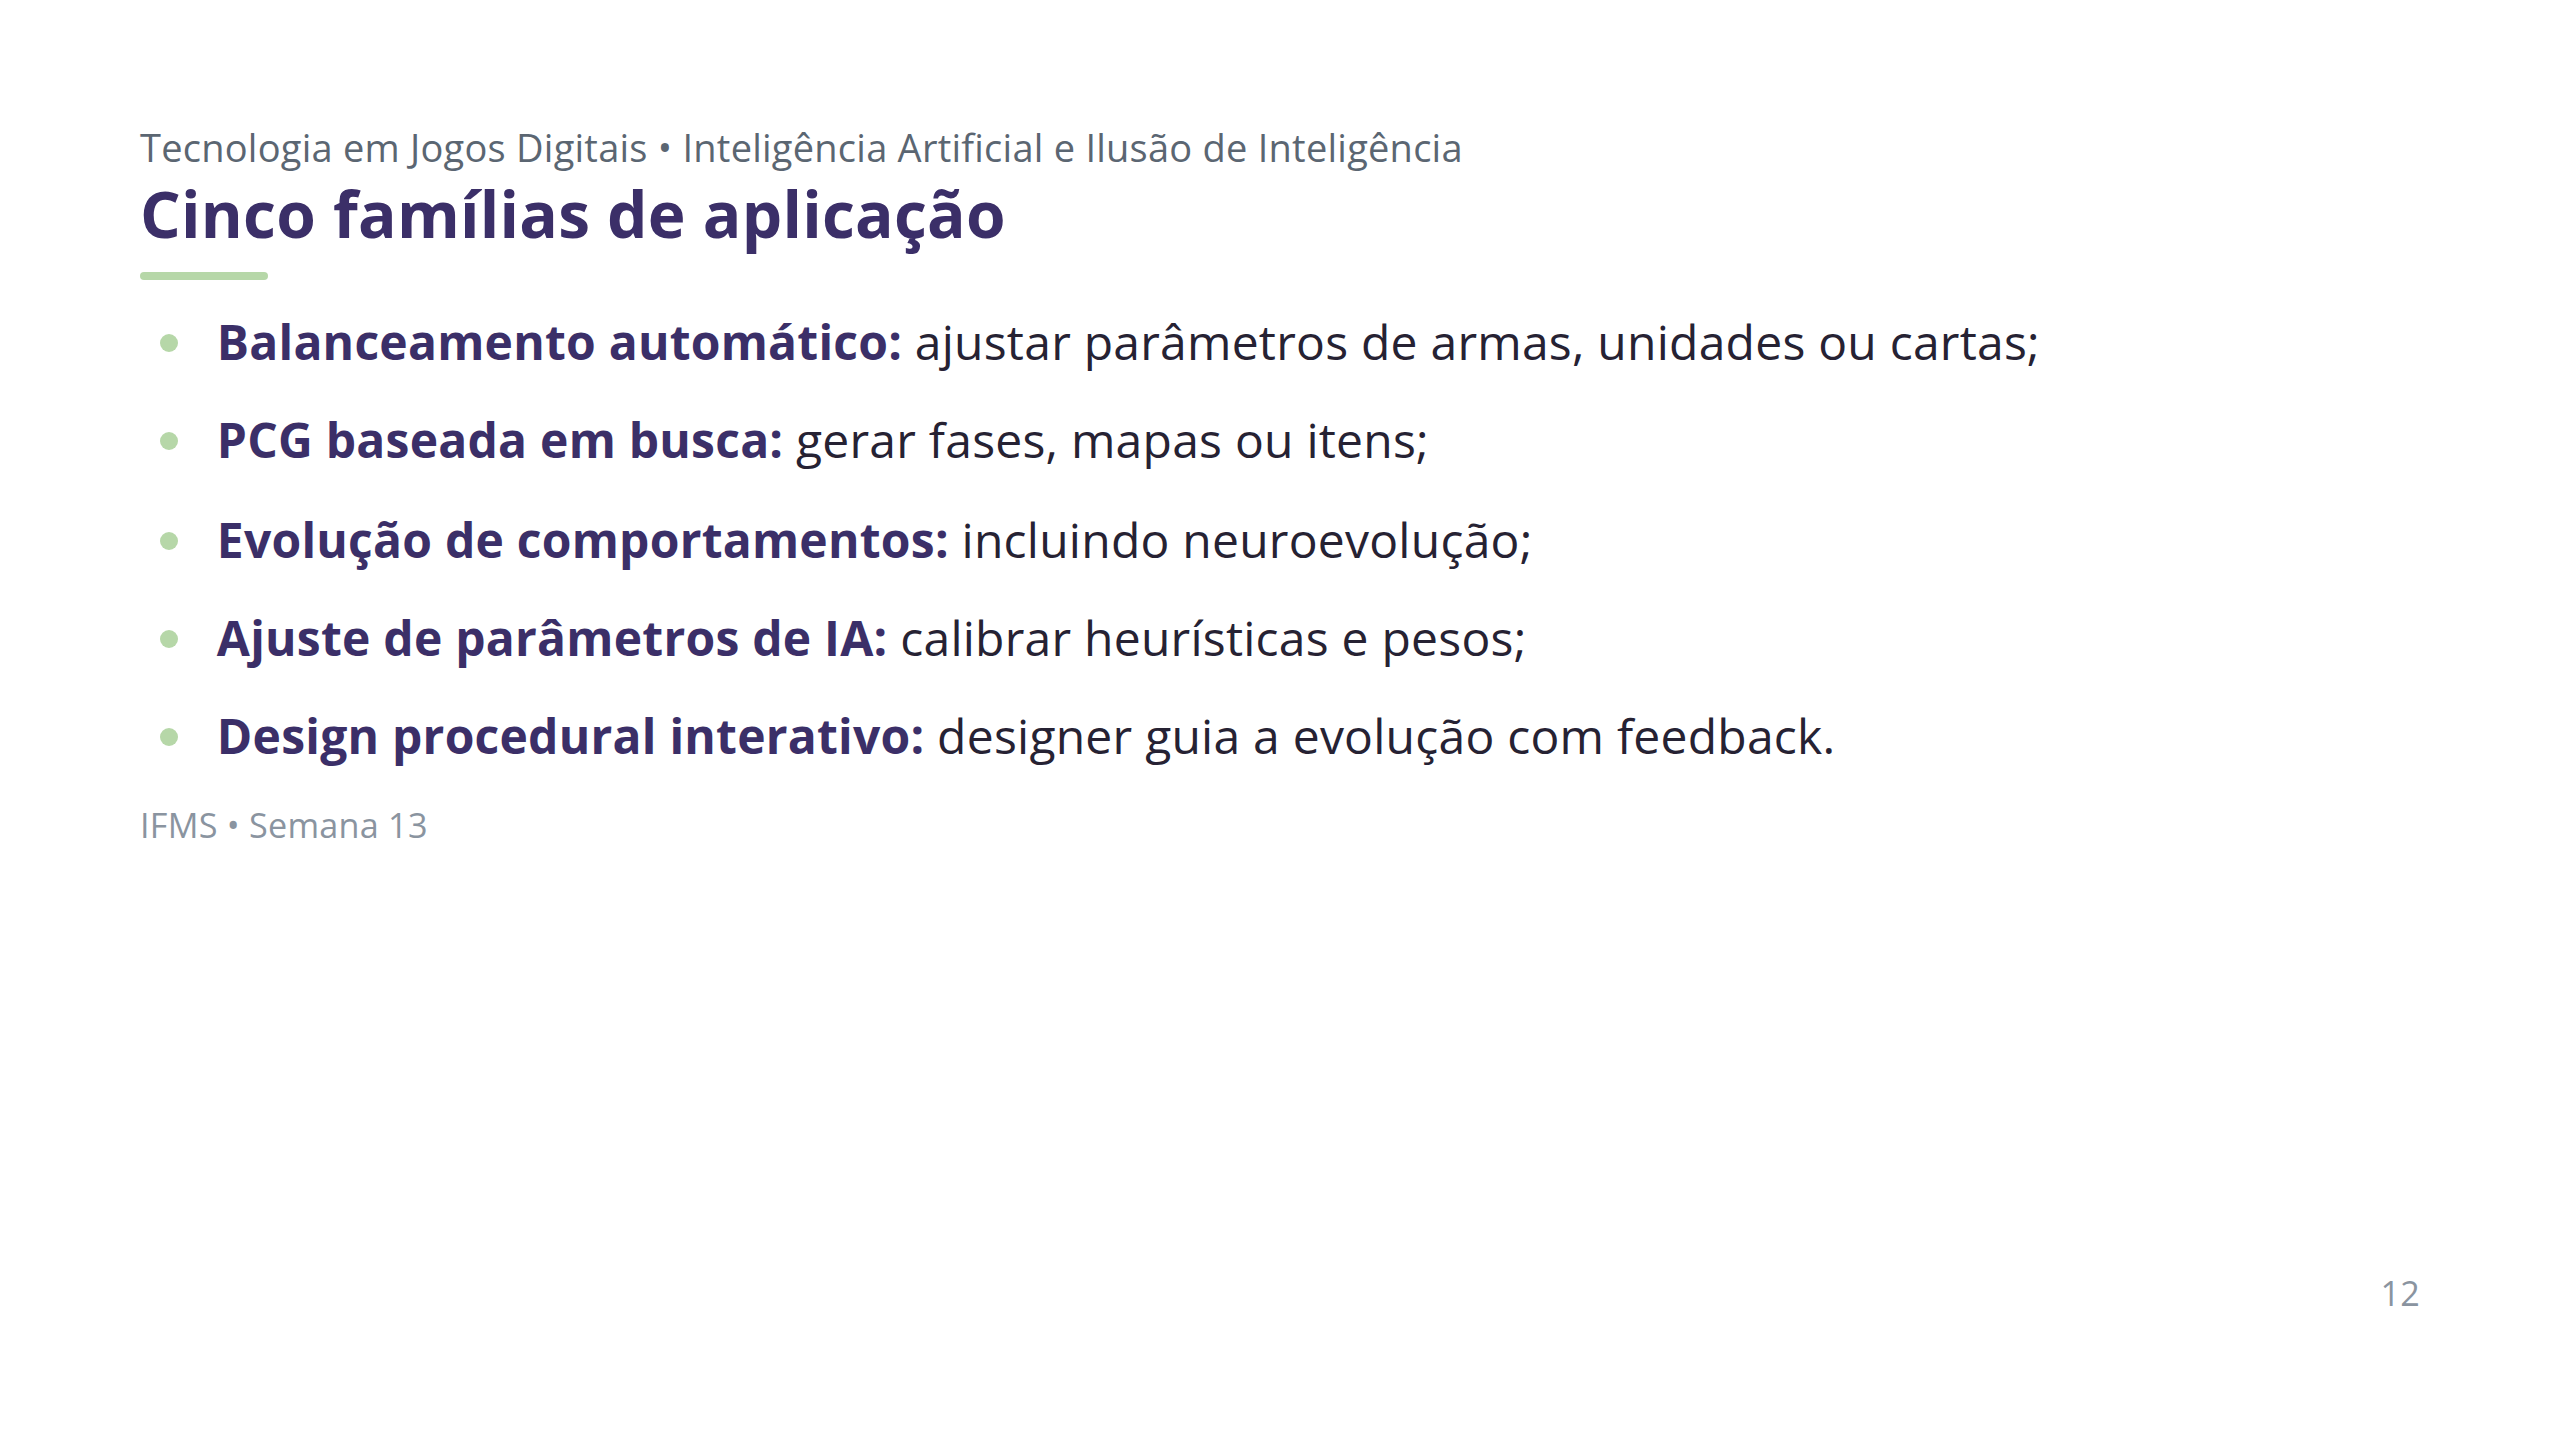 Tecnologia em Jogos Digitais • Inteligência Artificial e Ilusão de Inteligência
Cinco famílias de aplicação
• Balanceamento automático: ajustar parâmetros de armas, unidades ou cartas;
• PCG baseada em busca: gerar fases, mapas ou itens;
• Evolução de comportamentos: incluindo neuroevolução;
• Ajuste de parâmetros de IA: calibrar heurísticas e pesos;
• Design procedural interativo: designer guia a evolução com feedback.
IFMS • Semana 13
12